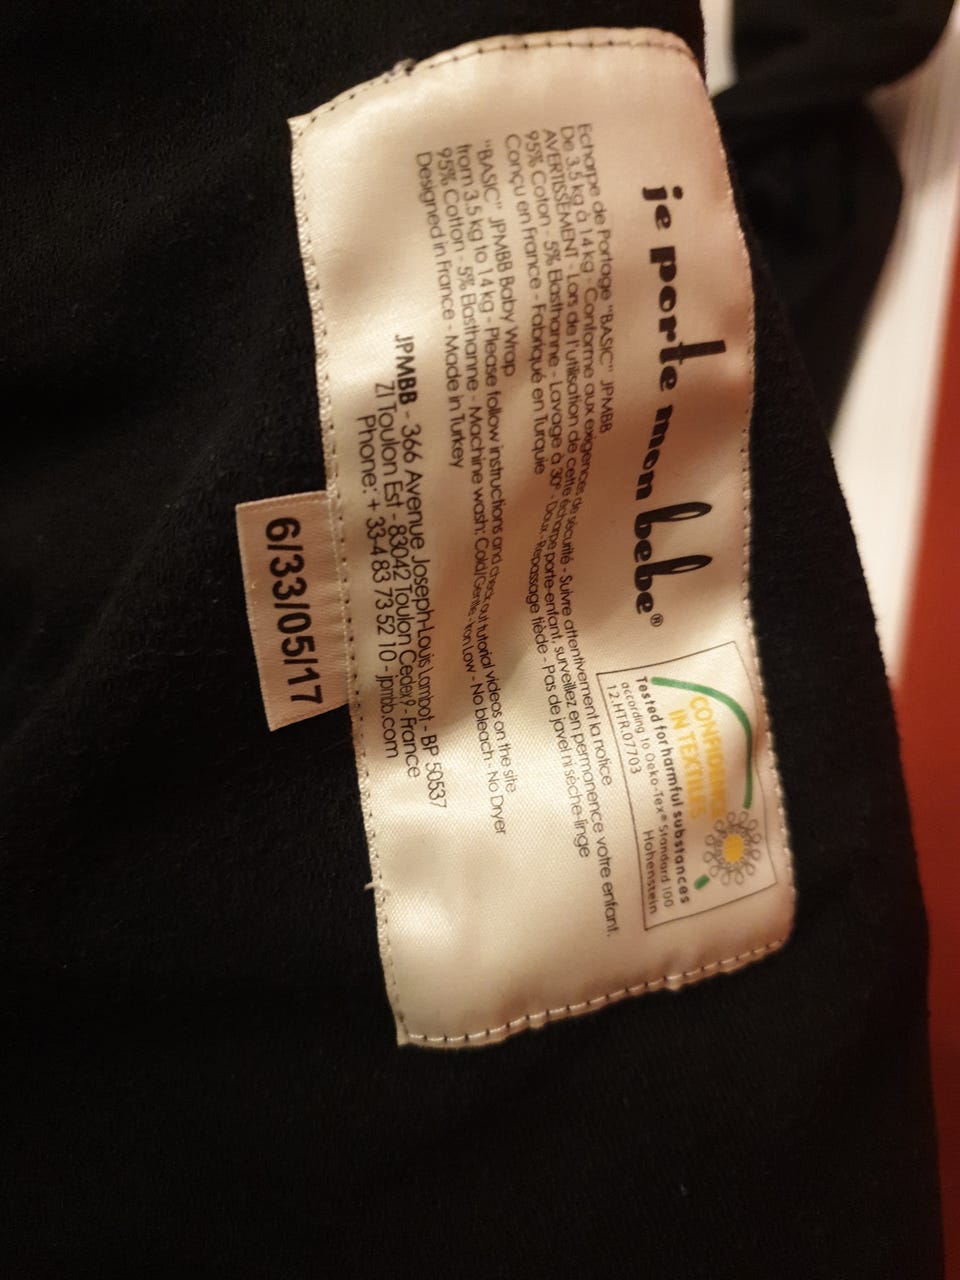 je porte mon bebe®
CONFIDENCE
IN TEXTILES
Tested for harmful substances
according to Oeko-Tex® Standard 100
12.HTR.07703 Hohenstein
Echarpe de Portage "BASIC" JPMBB
De 3,5 kg à 14 kg - Conforme aux exigences de sécurité - Suivre attentivement la notice
AVERTISSEMENT - Lors de l'utilisation de cette écharpe porte-enfant, surveillez en permanence votre enfant.
95% Coton - 5% Elasthanne - Lavage à 30° - Doux - Repassage tiède - Pas de javel ni sèche-linge
Conçu en France - Fabriqué en Turquie
"BASIC" JPMBB Baby Wrap
from 3.5 kg to 14 kg - Please follow instructions and check out tutorial videos on the site
95% Cotton - 5% Elasthanne - Machine wash: Cold/Gentle - Iron Low - No bleach - No Dryer
Designed in France - Made in Turkey
JPMBB - 366 Avenue Joseph-Louis Lambot - BP 50537
ZI Toulon Est - 83042 Toulon Cedex 9 - France
Phone: + 33-4 83 73 52 10 - jpmbb.com
6/33/05/17